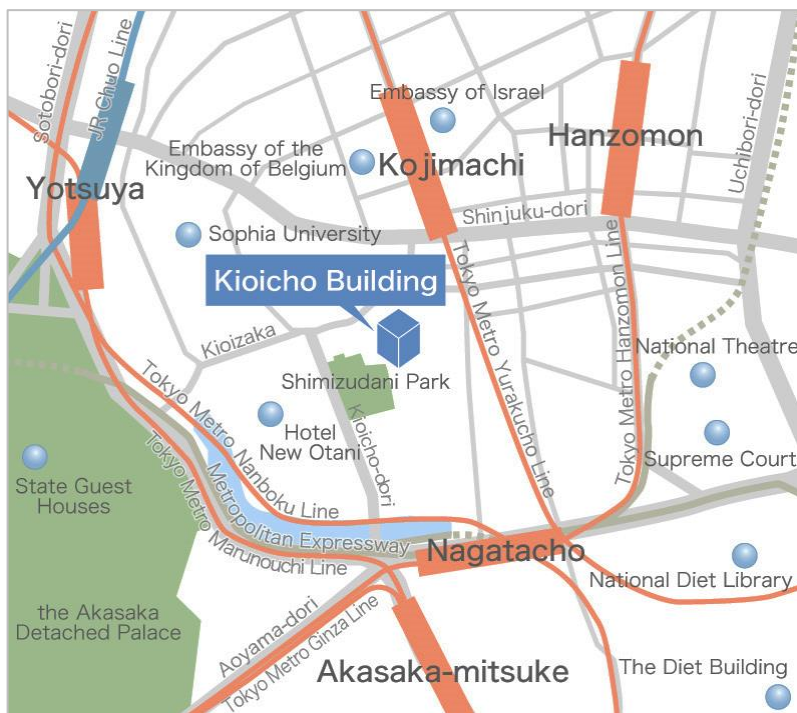 Sotobori-dori
JR Chuo Line
Embassy of Israel
Hanzomon
Uchibori-dori
Embassy of the
Kingdom of Belgium
Kojimachi
Yotsuya
Shinjuku-dori
Sophia University
Kioicho Building
Tokyo Metro Yurakucho Line
Tokyo Metro Hanzomon Line
Kioizaka
National Theatre
Shimizudani Park
Tokyo Metro Nanboku Line
Kioicho-dori
Hotel
New Otani
Supreme Court
State Guest
Houses
Metropolitan Expressway
Tokyo Metro Marunouchi Line
Nagatacho
National Diet Library
the Akasaka
Detached Palace
Aoyama-dori
Tokyo Metro Ginza Line
Akasaka-mitsuke
The Diet Building